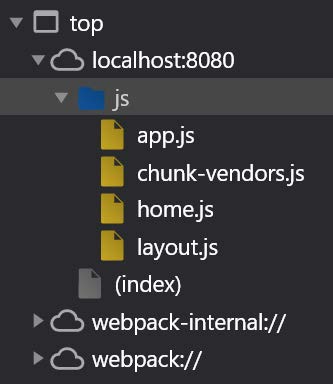 top
localhost:8080
js
app.js
chunk-vendors.js
home.js
layout.js
(index)
webpack-internal://
webpack://